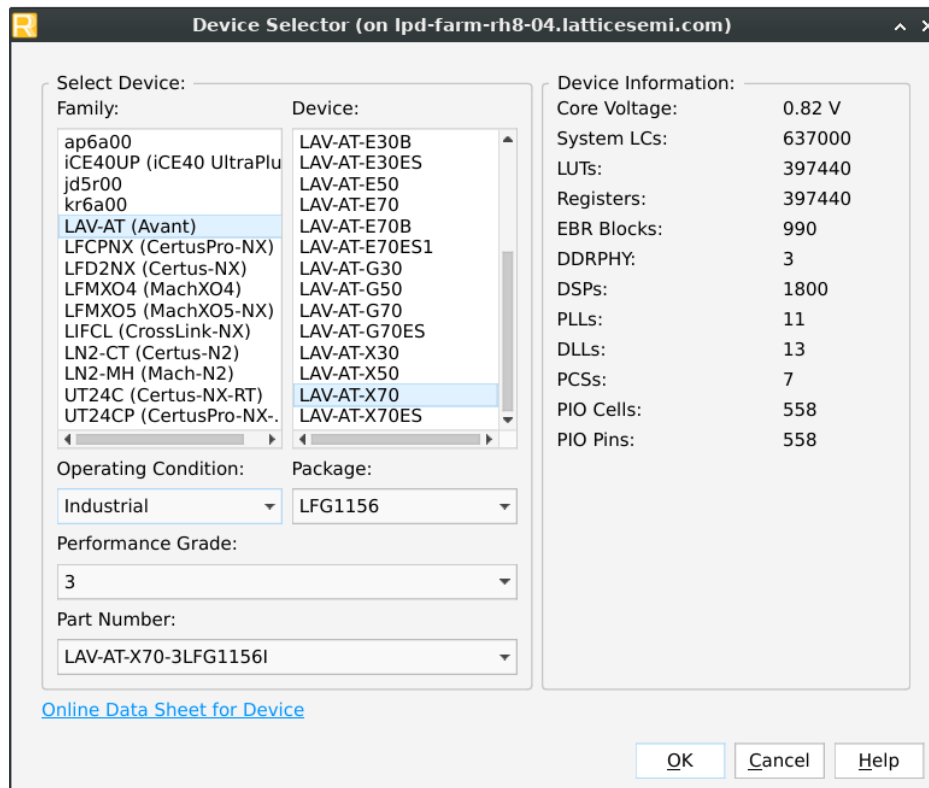 Device Selector (on lpd-farm-rh8-04.latticesemi.com)
Select Device:
Family:
ap6a00
iCE40UP (iCE40 UltraPlu
jd5r00
kr6a00
LAV-AT (Avant)
LFCPNX (CertusPro-NX)
LFD2NX (Certus-NX)
LFMXO4 (MachXO4)
LFMXO5 (MachXO5-NX)
LIFCL (CrossLink-NX)
LN2-CT (Certus-N2)
LN2-MH (Mach-N2)
UT24C (Certus-NX-RT)
UT24CP (CertusPro-NX-.
Device:
LAV-AT-E30B
LAV-AT-E30ES
LAV-AT-E50
LAV-AT-E70
LAV-AT-E70B
LAV-AT-E70ES1
LAV-AT-G30
LAV-AT-G50
LAV-AT-G70
LAV-AT-G70ES
LAV-AT-X30
LAV-AT-X50
LAV-AT-X70
LAV-AT-X70ES
Operating Condition:
Industrial
Package:
LFG1156
Performance Grade:
3
Part Number:
LAV-AT-X70-3LFG1156I
Device Information:
Core Voltage: 0.82 V
System LCs: 637000
LUTs: 397440
Registers: 397440
EBR Blocks: 990
DDRPHY: 3
DSPs: 1800
PLLs: 11
DLLs: 13
PCSs: 7
PIO Cells: 558
PIO Pins: 558
Online Data Sheet for Device
OK
Cancel
Help